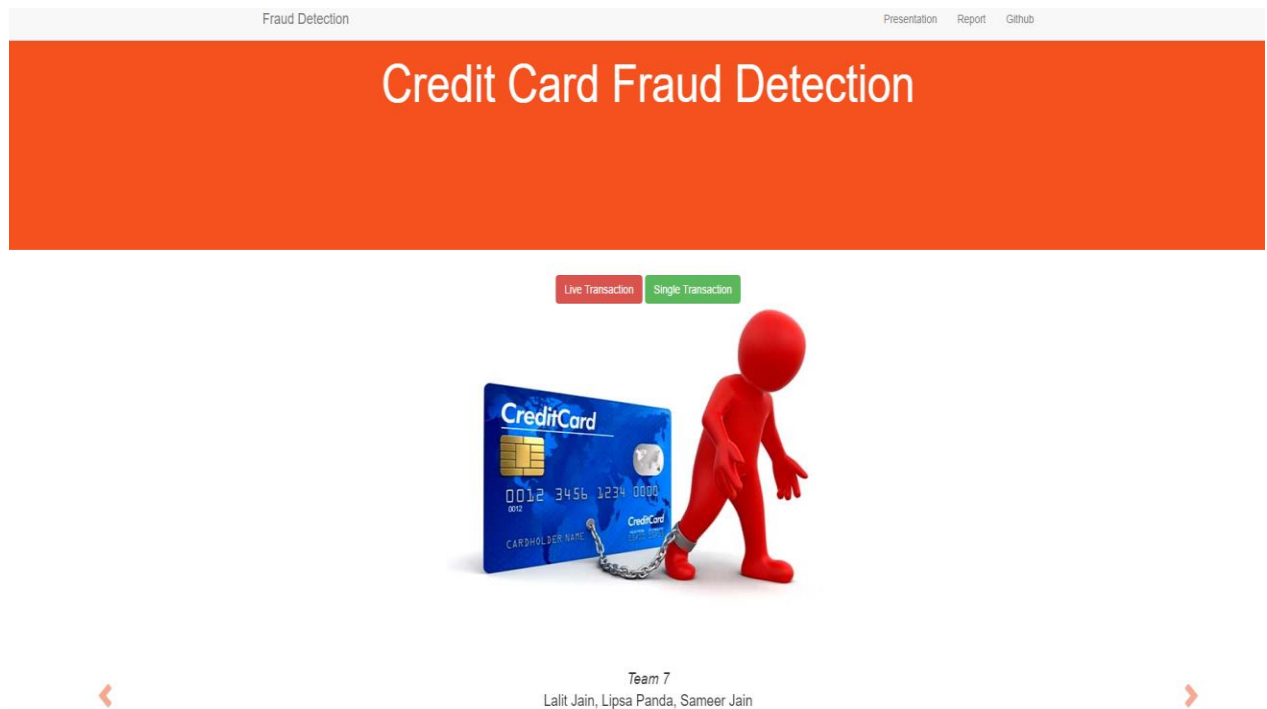 Fraud Detection
Presentation Report Github
Credit Card Fraud Detection
Live Transaction Single Transaction
CreditCard
0012 3456 1234 0000
0012
CreditCard
CARDHOLDER NAME
Team 7
Lalit Jain, Lipsa Panda, Sameer Jain